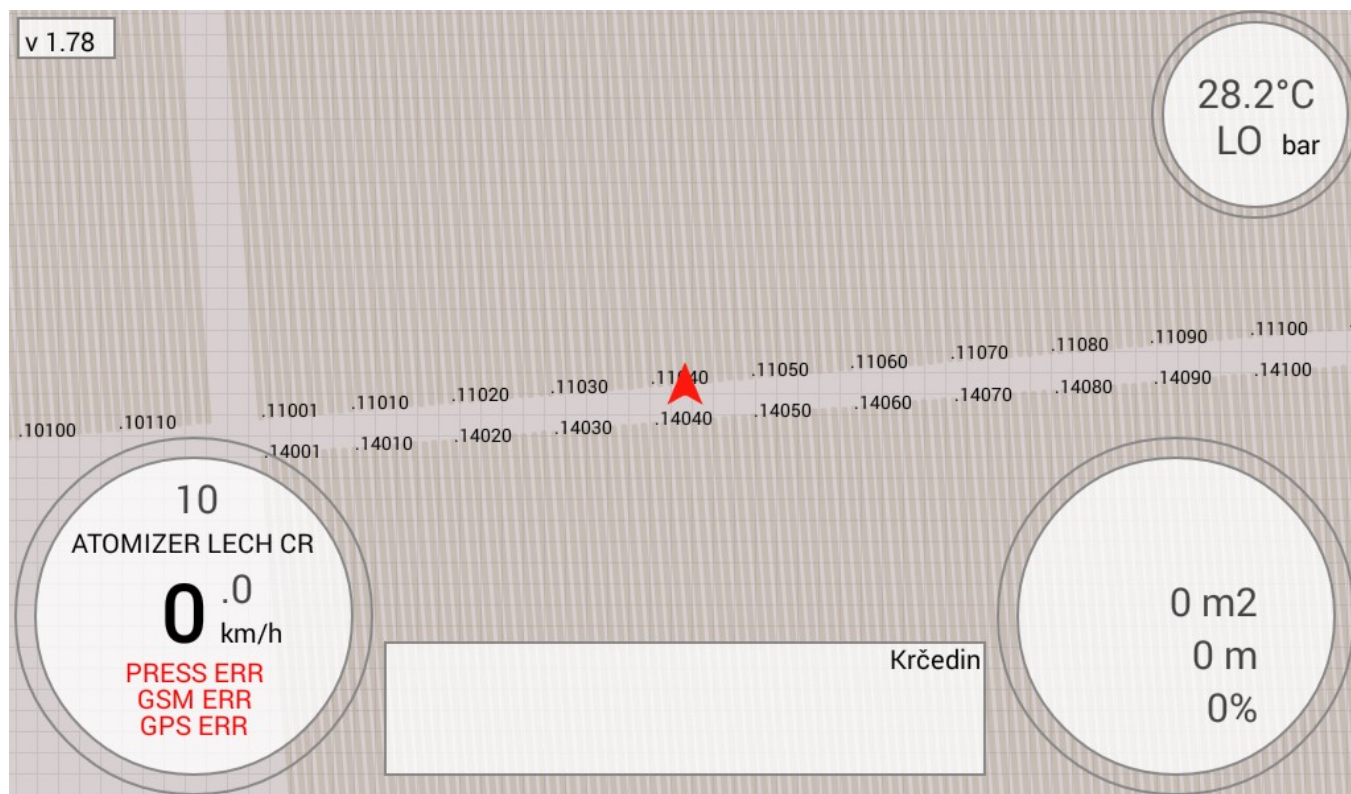 v 1.78
28.2°C
LO bar
.11100
.11090
.11080
.11070
.11060
.11050
.11040
.11030
.11020
.11010
.11001
.10110
.10100
.14100
.14090
.14080
.14070
.14060
.14050
.14040
.14030
.14020
.14010
.14001
10
ATOMIZER LECH CR
0.0
km/h
PRESS ERR
GSM ERR
GPS ERR
Krčedin
0 m2
0 m
0%